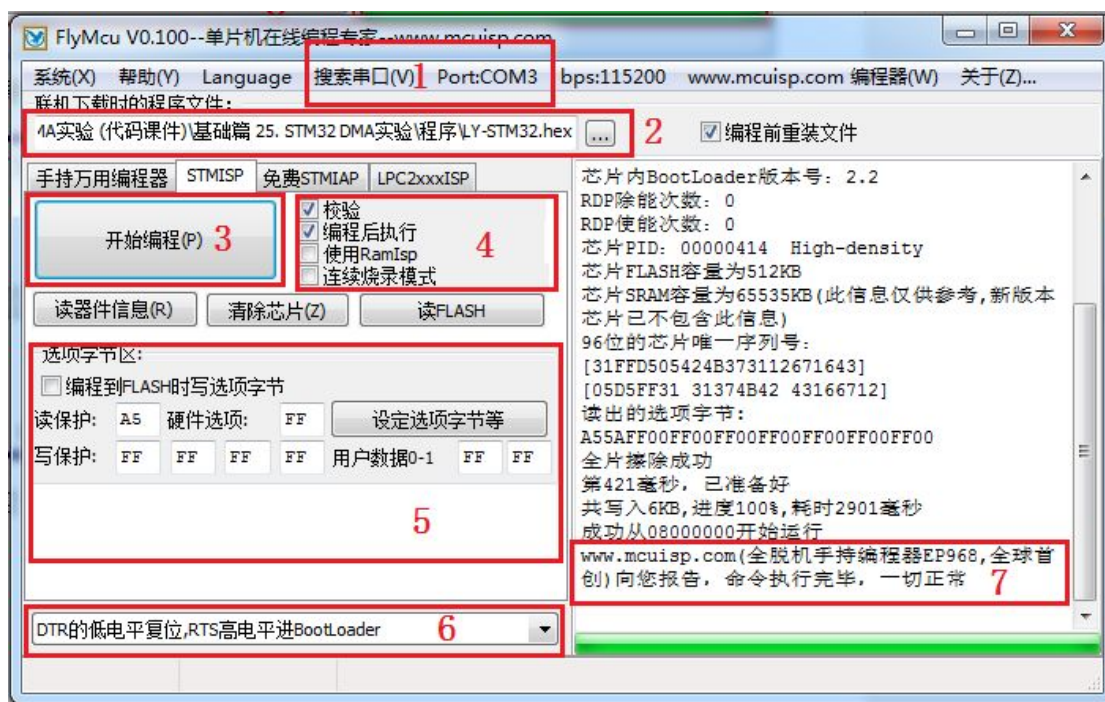 FlyMcu V0.100--单片机在线编程专家--www.mcuisp.com
系统(X) 帮助(Y) Language 搜索串口(V) Port:COM3 bps:115200 www.mcuisp.com 编程器(W) 关于(Z)...
1
联机下载时的程序文件:
MA实验 (代码课件)\基础篇 25. STM32 DMA实验\程序\LY-STM32.hex ... 2 编程前重装文件
手持万用编程器 STMISP 免费STMIAP LPC2xxxISP
开始编程(P) 3
校验
编程后执行
使用RamIsp
连续烧录模式
4
读器件信息(R) 清除芯片(Z) 读FLASH
选项字节区:
编程到FLASH时写选项字节
读保护: A5 硬件选项: FF 设定选项字节等
写保护: FF FF FF FF 用户数据0-1 FF FF
5
DTR的低电平复位,RTS高电平进BootLoader 6
芯片内BootLoader版本号: 2.2
RDP除能次数: 0
RDP使能次数: 0
芯片PID: 00000414 High-density
芯片FLASH容量为512KB
芯片SRAM容量为65535KB(此信息仅供参考,新版本
芯片已不包含此信息)
96位的芯片唯一序列号:
[31FFD505424B373112671643]
[05D5FF31 31374B42 43166712]
读出的选项字节:
A55AFF00FF00FF00FF00FF00FF00FF00
全片擦除成功
第421毫秒, 已准备好
共写入6KB,进度100%,耗时2901毫秒
成功从08000000开始运行
www.mcuisp.com(全脱机手持编程器EP968,全球首
创)向您报告, 命令执行完毕, 一切正常 7